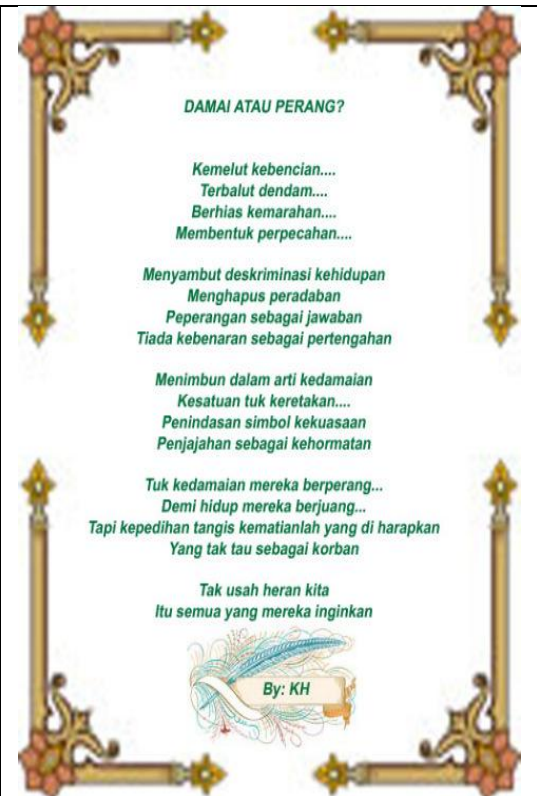 DAMAI ATAU PERANG?
Kemelut kebencian....
Terbalut dendam....
Berhias kemarahan....
Membentuk perpecahan....
Menyambut deskriminasi kehidupan
Menghapus peradaban
Peperangan sebagai jawaban
Tiada kebenaran sebagai pertengahan
Menimbun dalam arti kedamaian
Kesatuan tuk keretakan....
Penindasan simbol kekuasaan
Penjajahan sebagai kehormatan
Tuk kedamaian mereka berperang...
Demi hidup mereka berjuang...
Tapi kepedihan tangis kematianlah yang di harapkan
Yang tak tau sebagai korban
Tak usah heran kita
Itu semua yang mereka inginkan
By: KH